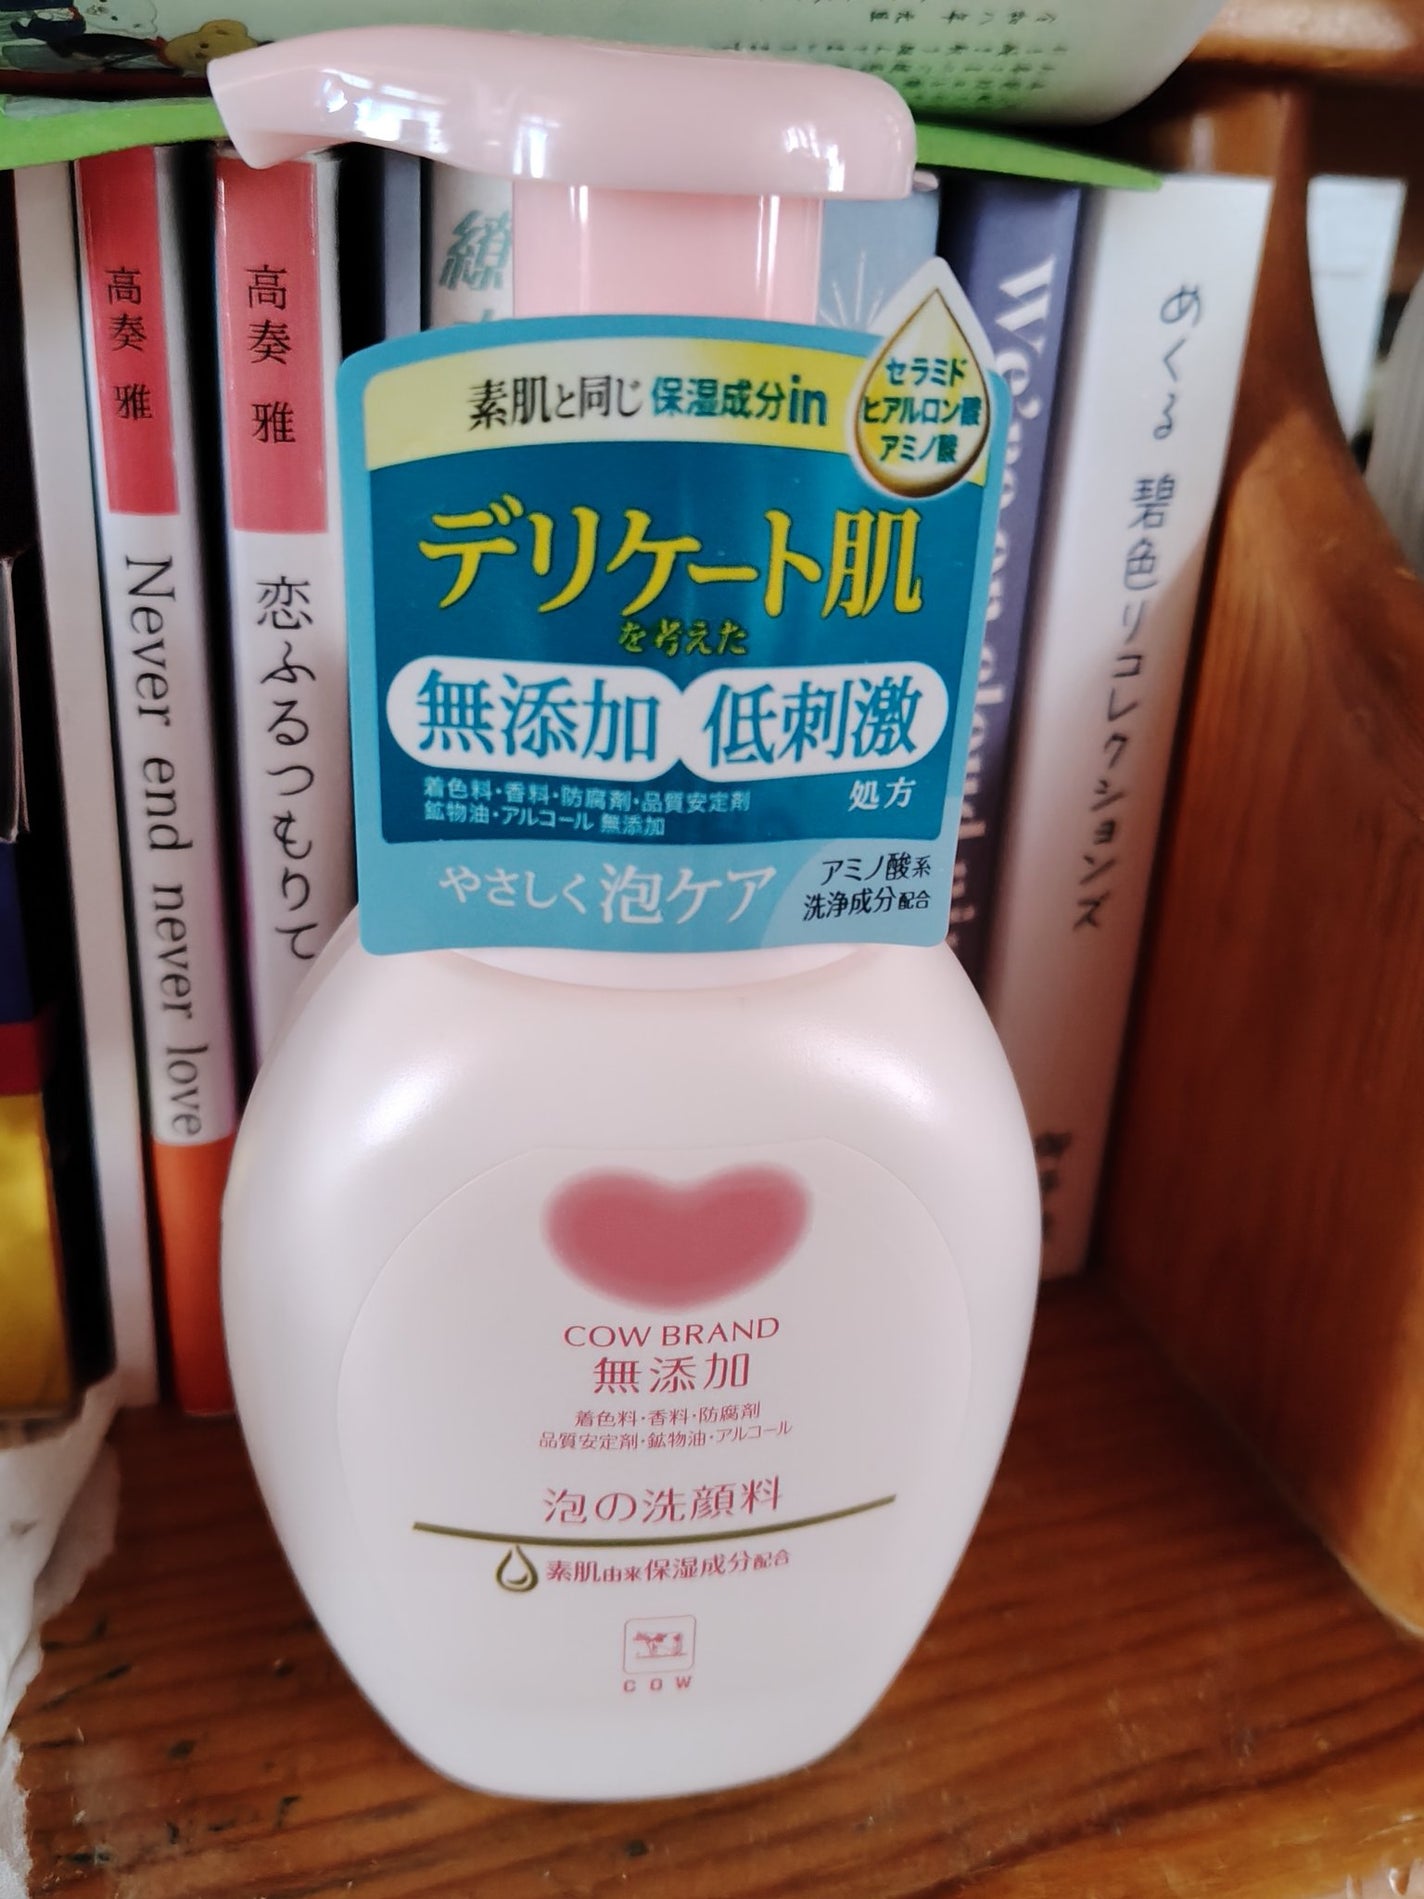 高奏 雅
Never end never love
高奏 雅
恋ふるつもりて
繚
We're
めくる 碧色リコレクションズ
素肌と同じ 保湿成分in
セラミド
ヒアルロン酸
アミノ酸
デリケート肌
を考えた
無添加 低刺激
処方
着色料・香料・防腐剤・品質安定剤
鉱物油・アルコール 無添加
やさしく泡ケア
アミノ酸系
洗浄成分配合
COW BRAND
無添加
着色料・香料・防腐剤
品質安定剤・鉱物油・アルコール
泡の洗顔料
素肌由来保湿成分配合
COW